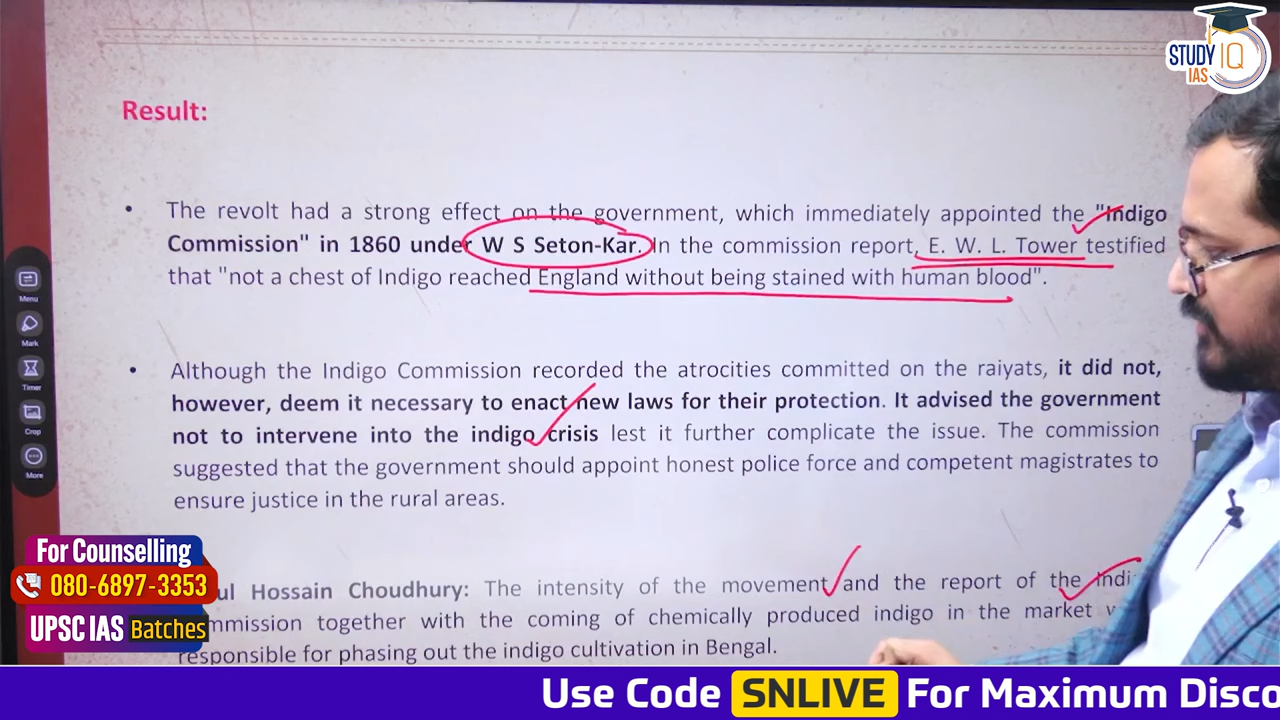 STUDY IQ
IAS
Result:
• The revolt had a strong effect on the government, which immediately appointed the "Indigo
Commission" in 1860 under W S Seton-Kar. In the commission report, E. W. L. Tower testified
that "not a chest of Indigo reached England without being stained with human blood".
• Although the Indigo Commission recorded the atrocities committed on the raiyats, it did not,
however, deem it necessary to enact new laws for their protection. It advised the government
not to intervene into the indigo crisis lest it further complicate the issue. The commission
suggested that the government should appoint honest police force and competent magistrates to
ensure justice in the rural areas.
ul Hossain Choudhury: The intensity of the movement and the report of the Indi
mmission together with the coming of chemically produced indigo in the market
responsible for phasing out the indigo cultivation in Bengal.
Menu
Mark
Timer
Crop
More
For Counselling
080-6897-3353
UPSC IAS Batches
Use Code SNLIVE For Maximum Disco